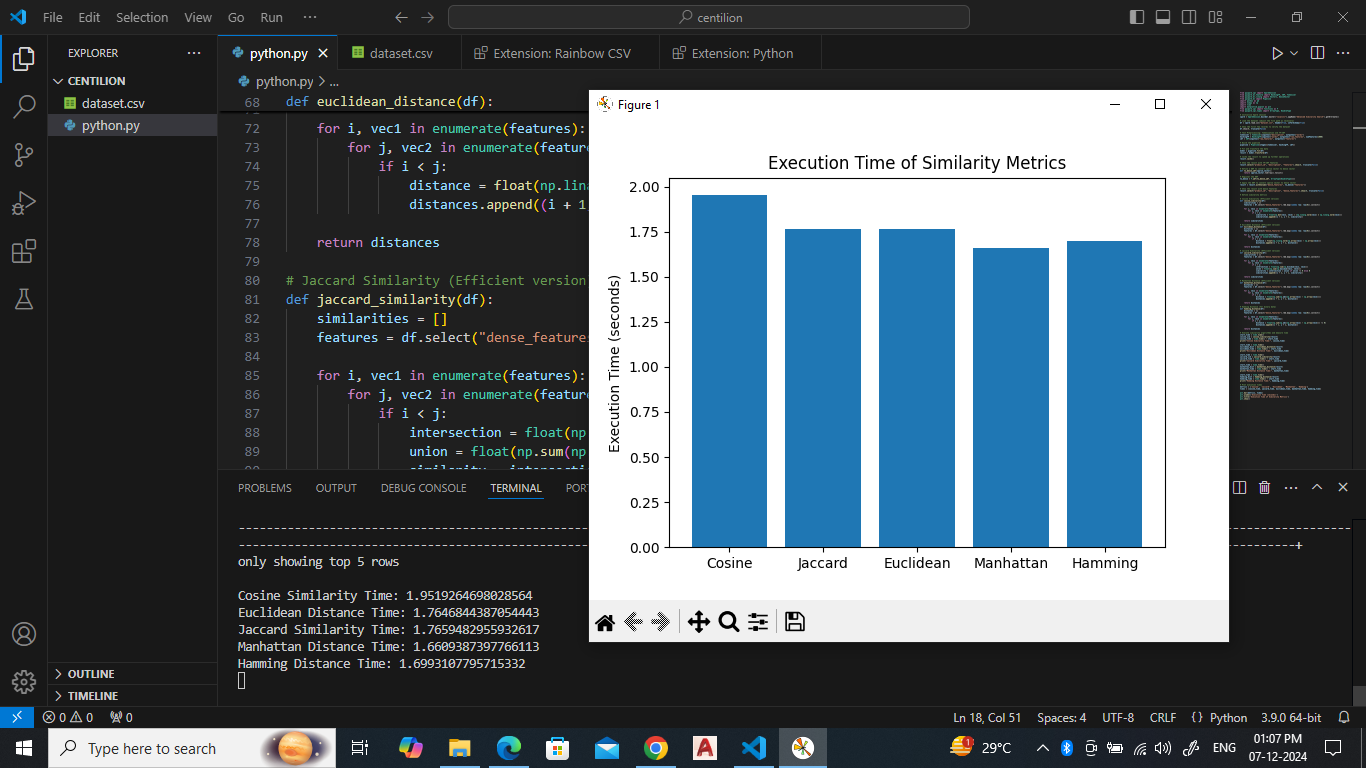 File Edit Selection View Go Run ··· centilion
EXPLORER
CENTILION
dataset.csv
python.py
OUTLINE
TIMELINE
python.py dataset.csv Extension: Rainbow CSV Extension: Python
python.py > ...
68 def euclidean_distance(df):
72 for i, vec1 in enumerate(features):
73 for j, vec2 in enumerate(featur
74 if i < j:
75 distance = float(np.lin
76 distances.append((i + 1
77
78 return distances
79
80 # Jaccard Similarity (Efficient version
81 def jaccard_similarity(df):
82 similarities = []
83 features = df.select("dense_feature
84
85 for i, vec1 in enumerate(features):
86 for j, vec2 in enumerate(featur
87 if i < j:
88 intersection = float(np
89 union = float(np.sum(np
Figure 1
Execution Time of Similarity Metrics
Execution Time (seconds)
2.00
1.75
1.50
1.25
1.00
0.75
0.50
0.25
0.00
Cosine Jaccard Euclidean Manhattan Hamming
PROBLEMS OUTPUT DEBUG CONSOLE TERMINAL POR
only showing top 5 rows
Cosine Similarity Time: 1.9519264698028564
Euclidean Distance Time: 1.7646844387054443
Jaccard Similarity Time: 1.7659482955932617
Manhattan Distance Time: 1.6609387397766113
Hamming Distance Time: 1.6993107795715332
0 0 0 Ln 18, Col 51 Spaces: 4 UTF-8 CRLF {} Python 3.9.0 64-bit
Type here to search 1 29°C ENG 01:07 PM
07-12-2024